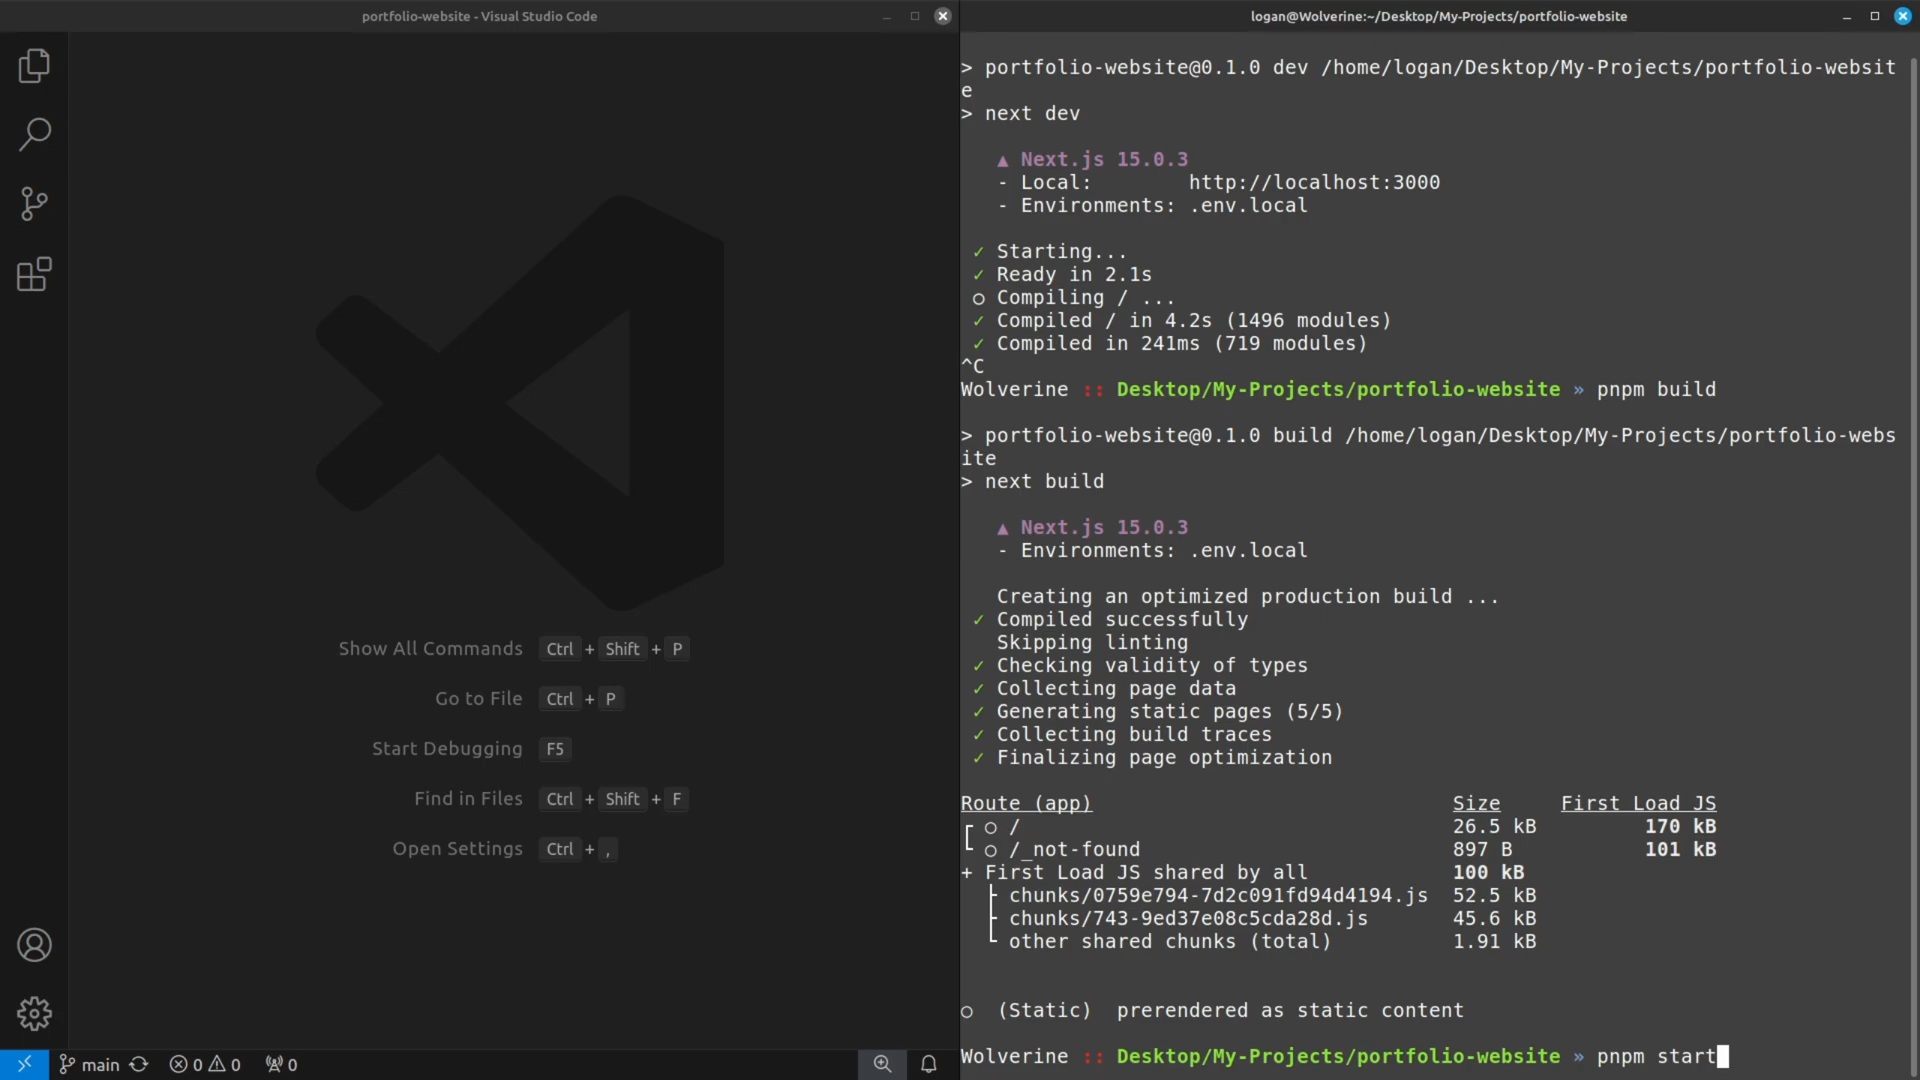 portfolio-website - Visual Studio Code
Show All Commands Ctrl + Shift + P
Go to File Ctrl + P
Start Debugging F5
Find in Files Ctrl + Shift + F
Open Settings Ctrl + ,
main 0 0 0
logan@Wolverine:~/Desktop/My-Projects/portfolio-website
> portfolio-website@0.1.0 dev /home/logan/Desktop/My-Projects/portfolio-websit
e
> next dev
▲ Next.js 15.0.3
- Local: http://localhost:3000
- Environments: .env.local
✓ Starting...
✓ Ready in 2.1s
○ Compiling / ...
✓ Compiled / in 4.2s (1496 modules)
✓ Compiled in 241ms (719 modules)
^C
Wolverine :: Desktop/My-Projects/portfolio-website » pnpm build
> portfolio-website@0.1.0 build /home/logan/Desktop/My-Projects/portfolio-webs
ite
> next build
▲ Next.js 15.0.3
- Environments: .env.local
Creating an optimized production build ...
✓ Compiled successfully
Skipping linting
✓ Checking validity of types
✓ Collecting page data
✓ Generating static pages (5/5)
✓ Collecting build traces
✓ Finalizing page optimization
Route (app) Size First Load JS
┌ ○ / 26.5 kB 170 kB
└ ○ /_not-found 897 B 101 kB
+ First Load JS shared by all 100 kB
├ chunks/0759e794-7d2c091fd94d4194.js 52.5 kB
├ chunks/743-9ed37e08c5cda28d.js 45.6 kB
└ other shared chunks (total) 1.91 kB
○ (Static) prerendered as static content
Wolverine :: Desktop/My-Projects/portfolio-website » pnpm start